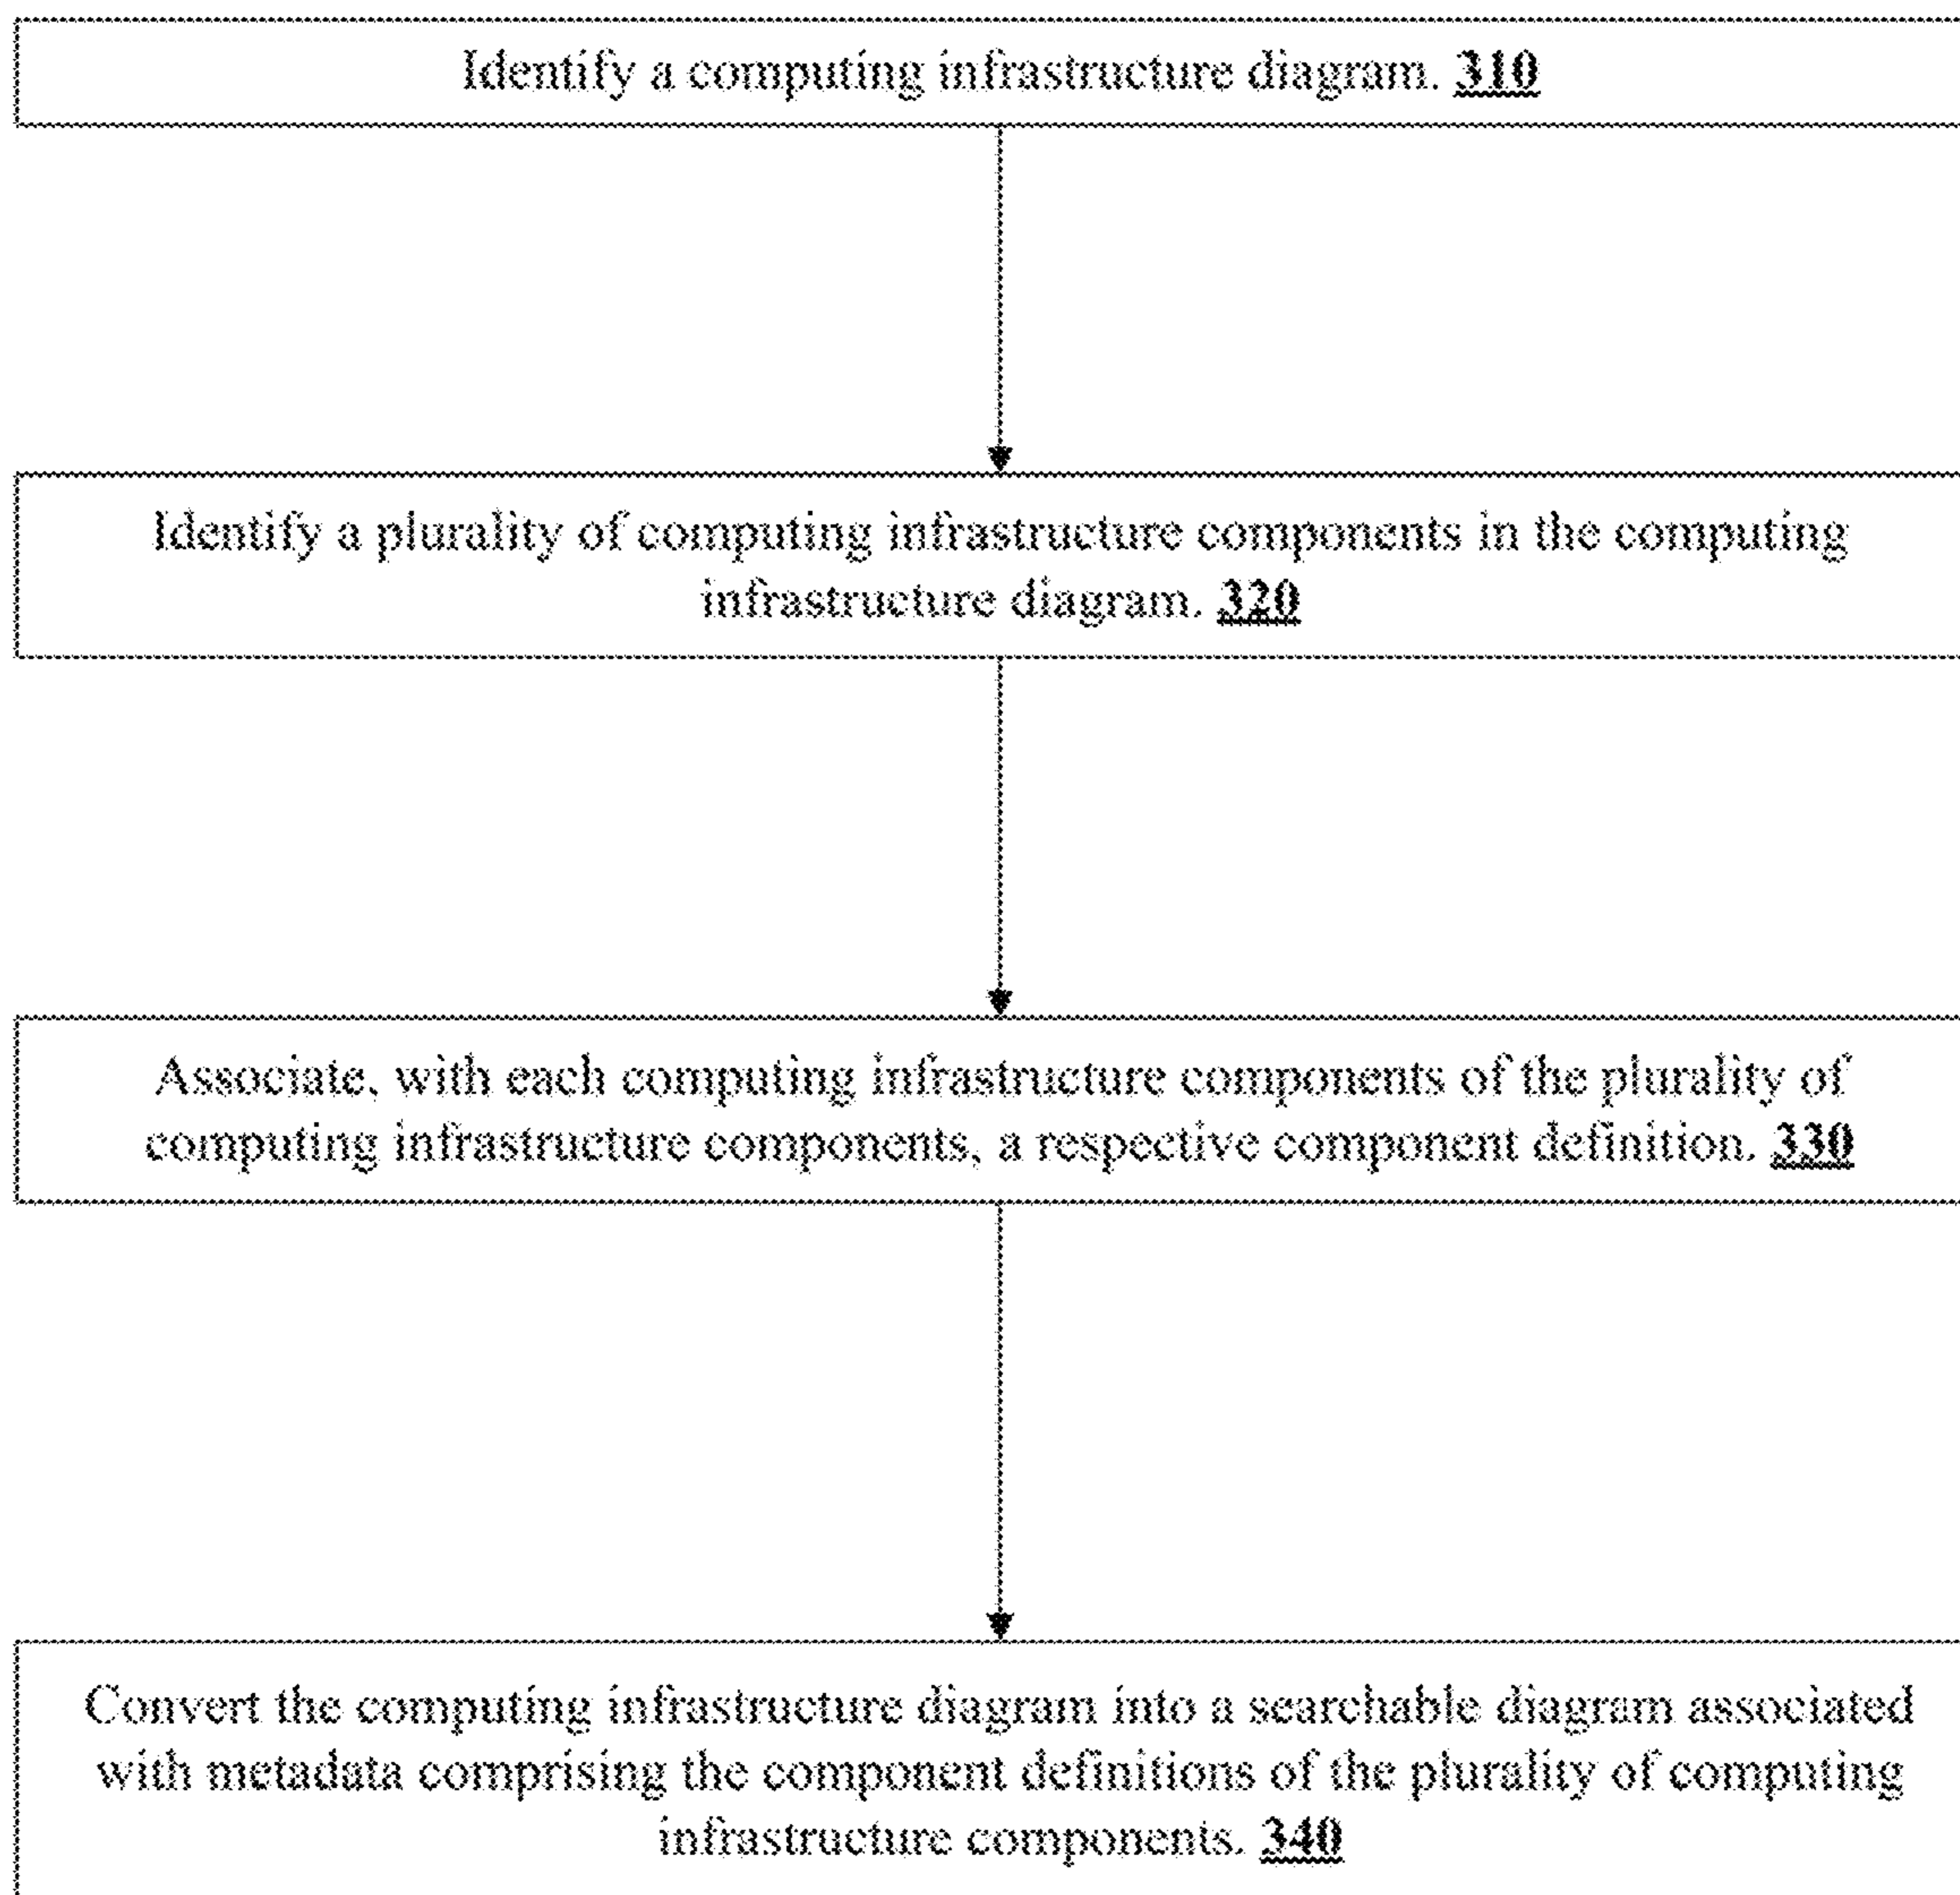 Identify a computing infrastructure diagram. 310
Identify a plurality of computing infrastructure components in the computing
infrastructure diagram. 320
Associate, with each computing infrastructure components of the plurality of
computing infrastructure components, a respective component definition. 330
Convert the computing infrastructure diagram into a searchable diagram associated
with metadata comprising the component definitions of the plurality of computing
infrastructure components. 340